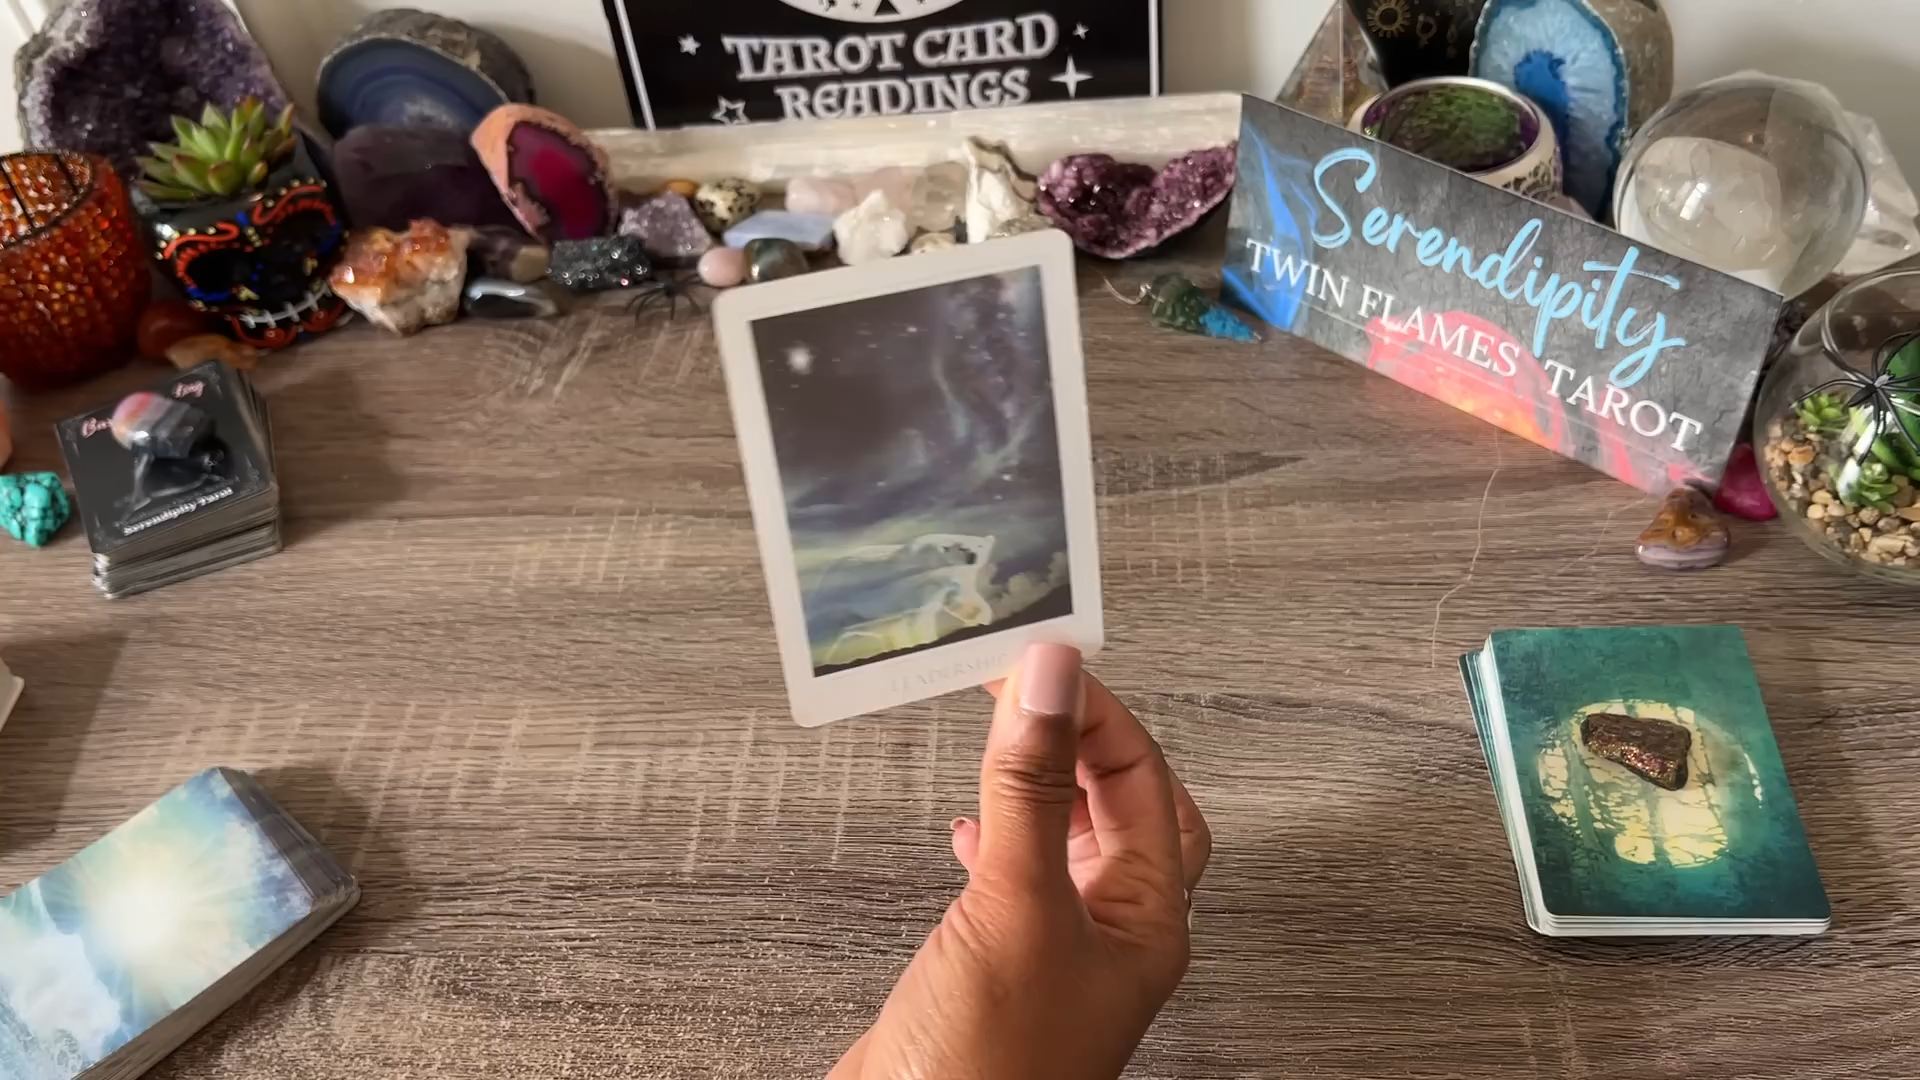 TAROT CARD
READINGS
Serendipity
TWIN FLAMES TAROT
Serendipity Tarot
LEADERSHIP